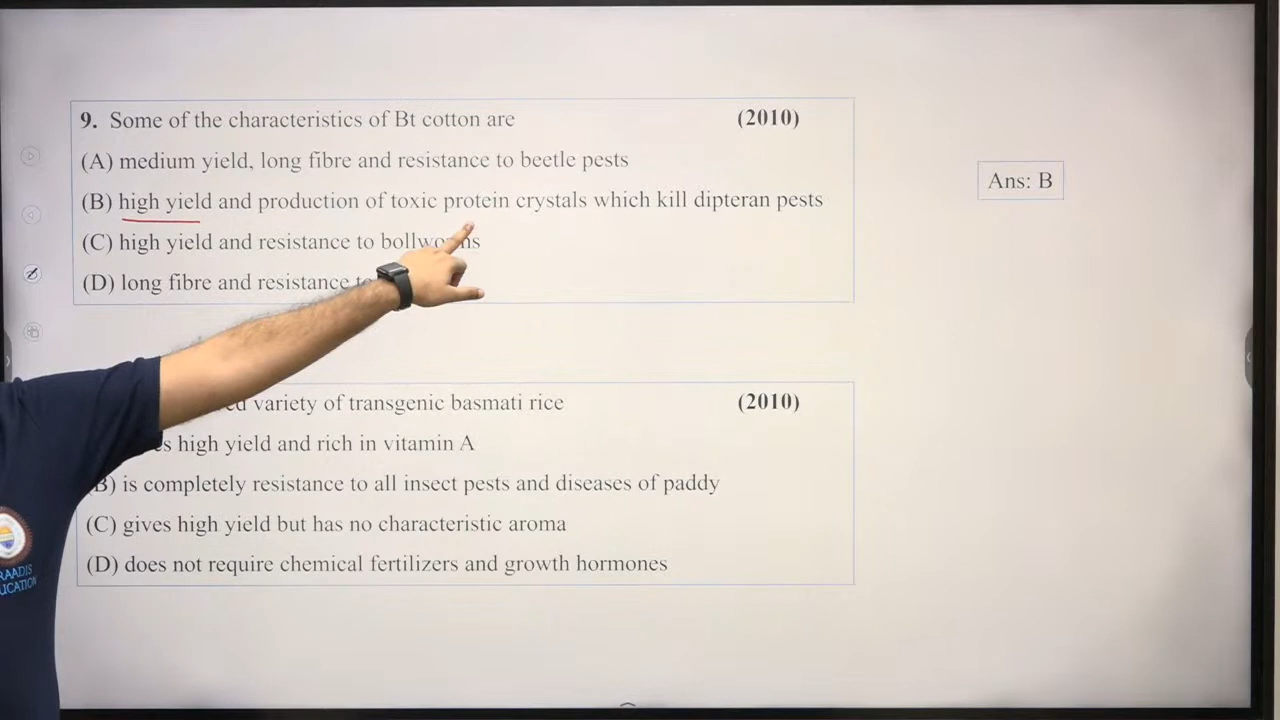 9. Some of the characteristics of Bt cotton are (2010)
(A) medium yield, long fibre and resistance to beetle pests
(B) high yield and production of toxic protein crystals which kill dipteran pests
(C) high yield and resistance to
(D) long fibre and resistance
Ans: B
variety of transgenic basmati rice (2010)
high yield and rich in vitamin A
(B) is completely resistance to all insect pests and diseases of paddy
(C) gives high yield but has no characteristic aroma
(D) does not require chemical fertilizers and growth hormones